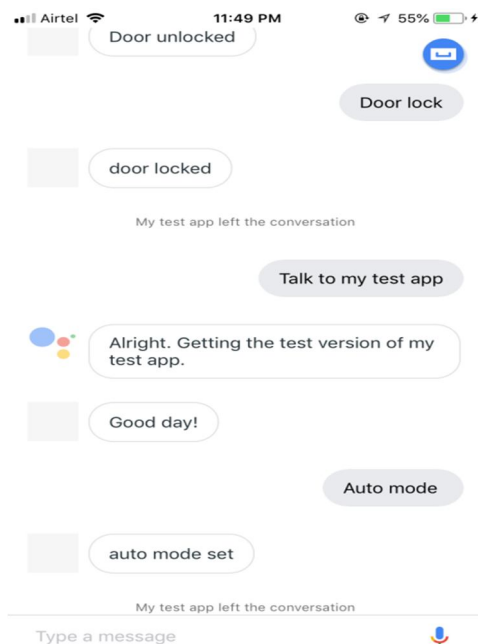 Airtel 11:49 PM 55%
Door unlocked
Door lock
door locked
My test app left the conversation
Talk to my test app
Alright. Getting the test version of my
test app.
Good day!
Auto mode
auto mode set
My test app left the conversation
Type a message